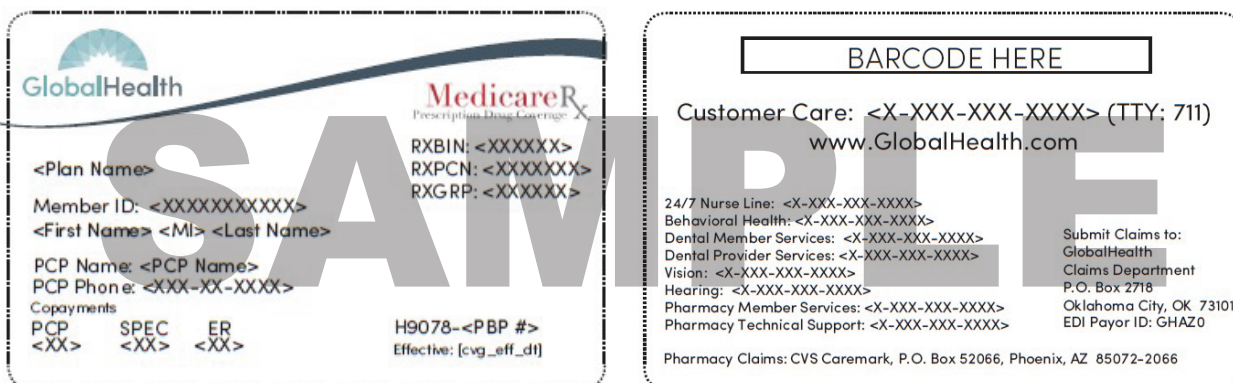 GlobalHealth
MedicareRx
Prescription Drug Coverage
RXBIN: <XXXXXX>
RXPCN: <XXXXXXX>
RXGRP: <XXXXXX>
<Plan Name>
Member ID: <XXXXXXXXXXX>
<First Name> <MI> <Last Name>
PCP Name: <PCP Name>
PCP Phone: <XXX-XX-XXXX>
Copayments
PCP SPEC ER
<XX> <XX> <XX>
H9078-<PBP #>
Effective: [cvg_eff_dt]
BARCODE HERE
Customer Care: <X-XXX-XXX-XXXX> (TTY: 711)
www.GlobalHealth.com
24/7 Nurse Line: <X-XXX-XXX-XXXX>
Behavioral Health: <X-XXX-XXX-XXXX>
Dental Member Services: <X-XXX-XXX-XXXX>
Dental Provider Services: <X-XXX-XXX-XXXX>
Vision: <X-XXX-XXX-XXXX>
Hearing: <X-XXX-XXX-XXXX>
Pharmacy Member Services: <X-XXX-XXX-XXXX>
Pharmacy Technical Support: <X-XXX-XXX-XXXX>
Submit Claims to:
GlobalHealth
Claims Department
P.O. Box 2718
Oklahoma City, OK 73101
EDI Payor ID: GHAZ0
Pharmacy Claims: CVS Caremark, P.O. Box 52066, Phoenix, AZ 85072-2066
SAMPLE